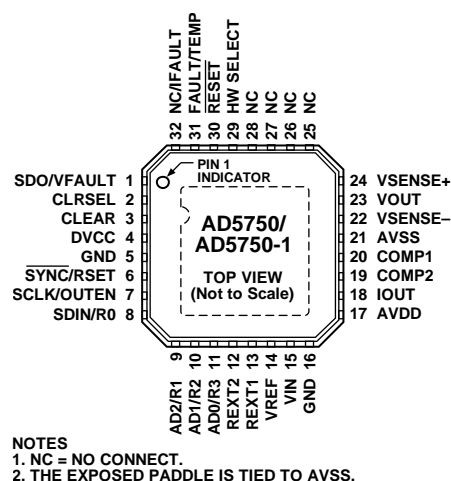 32 NC/IFAULT
31 FAULT/TEMP
30 RESET
29 HW SELECT
28 NC
27 NC
26 NC
25 NC
PIN 1
INDICATOR
SDO/VFAULT 1
CLRSEL 2
CLEAR 3
DVCC 4
GND 5
SYNC/RSET 6
SCLK/OUTEN 7
SDIN/R0 8
AD5750/
AD5750-1
TOP VIEW
(Not to Scale)
24 VSENSE+
23 VOUT
22 VSENSE–
21 AVSS
20 COMP1
19 COMP2
18 IOUT
17 AVDD
AD2/R1 9
AD1/R2 10
AD0/R3 11
REXT2 12
REXT1 13
VREF 14
VIN 15
GND 16
NOTES
1. NC = NO CONNECT.
2. THE EXPOSED PADDLE IS TIED TO AVSS.